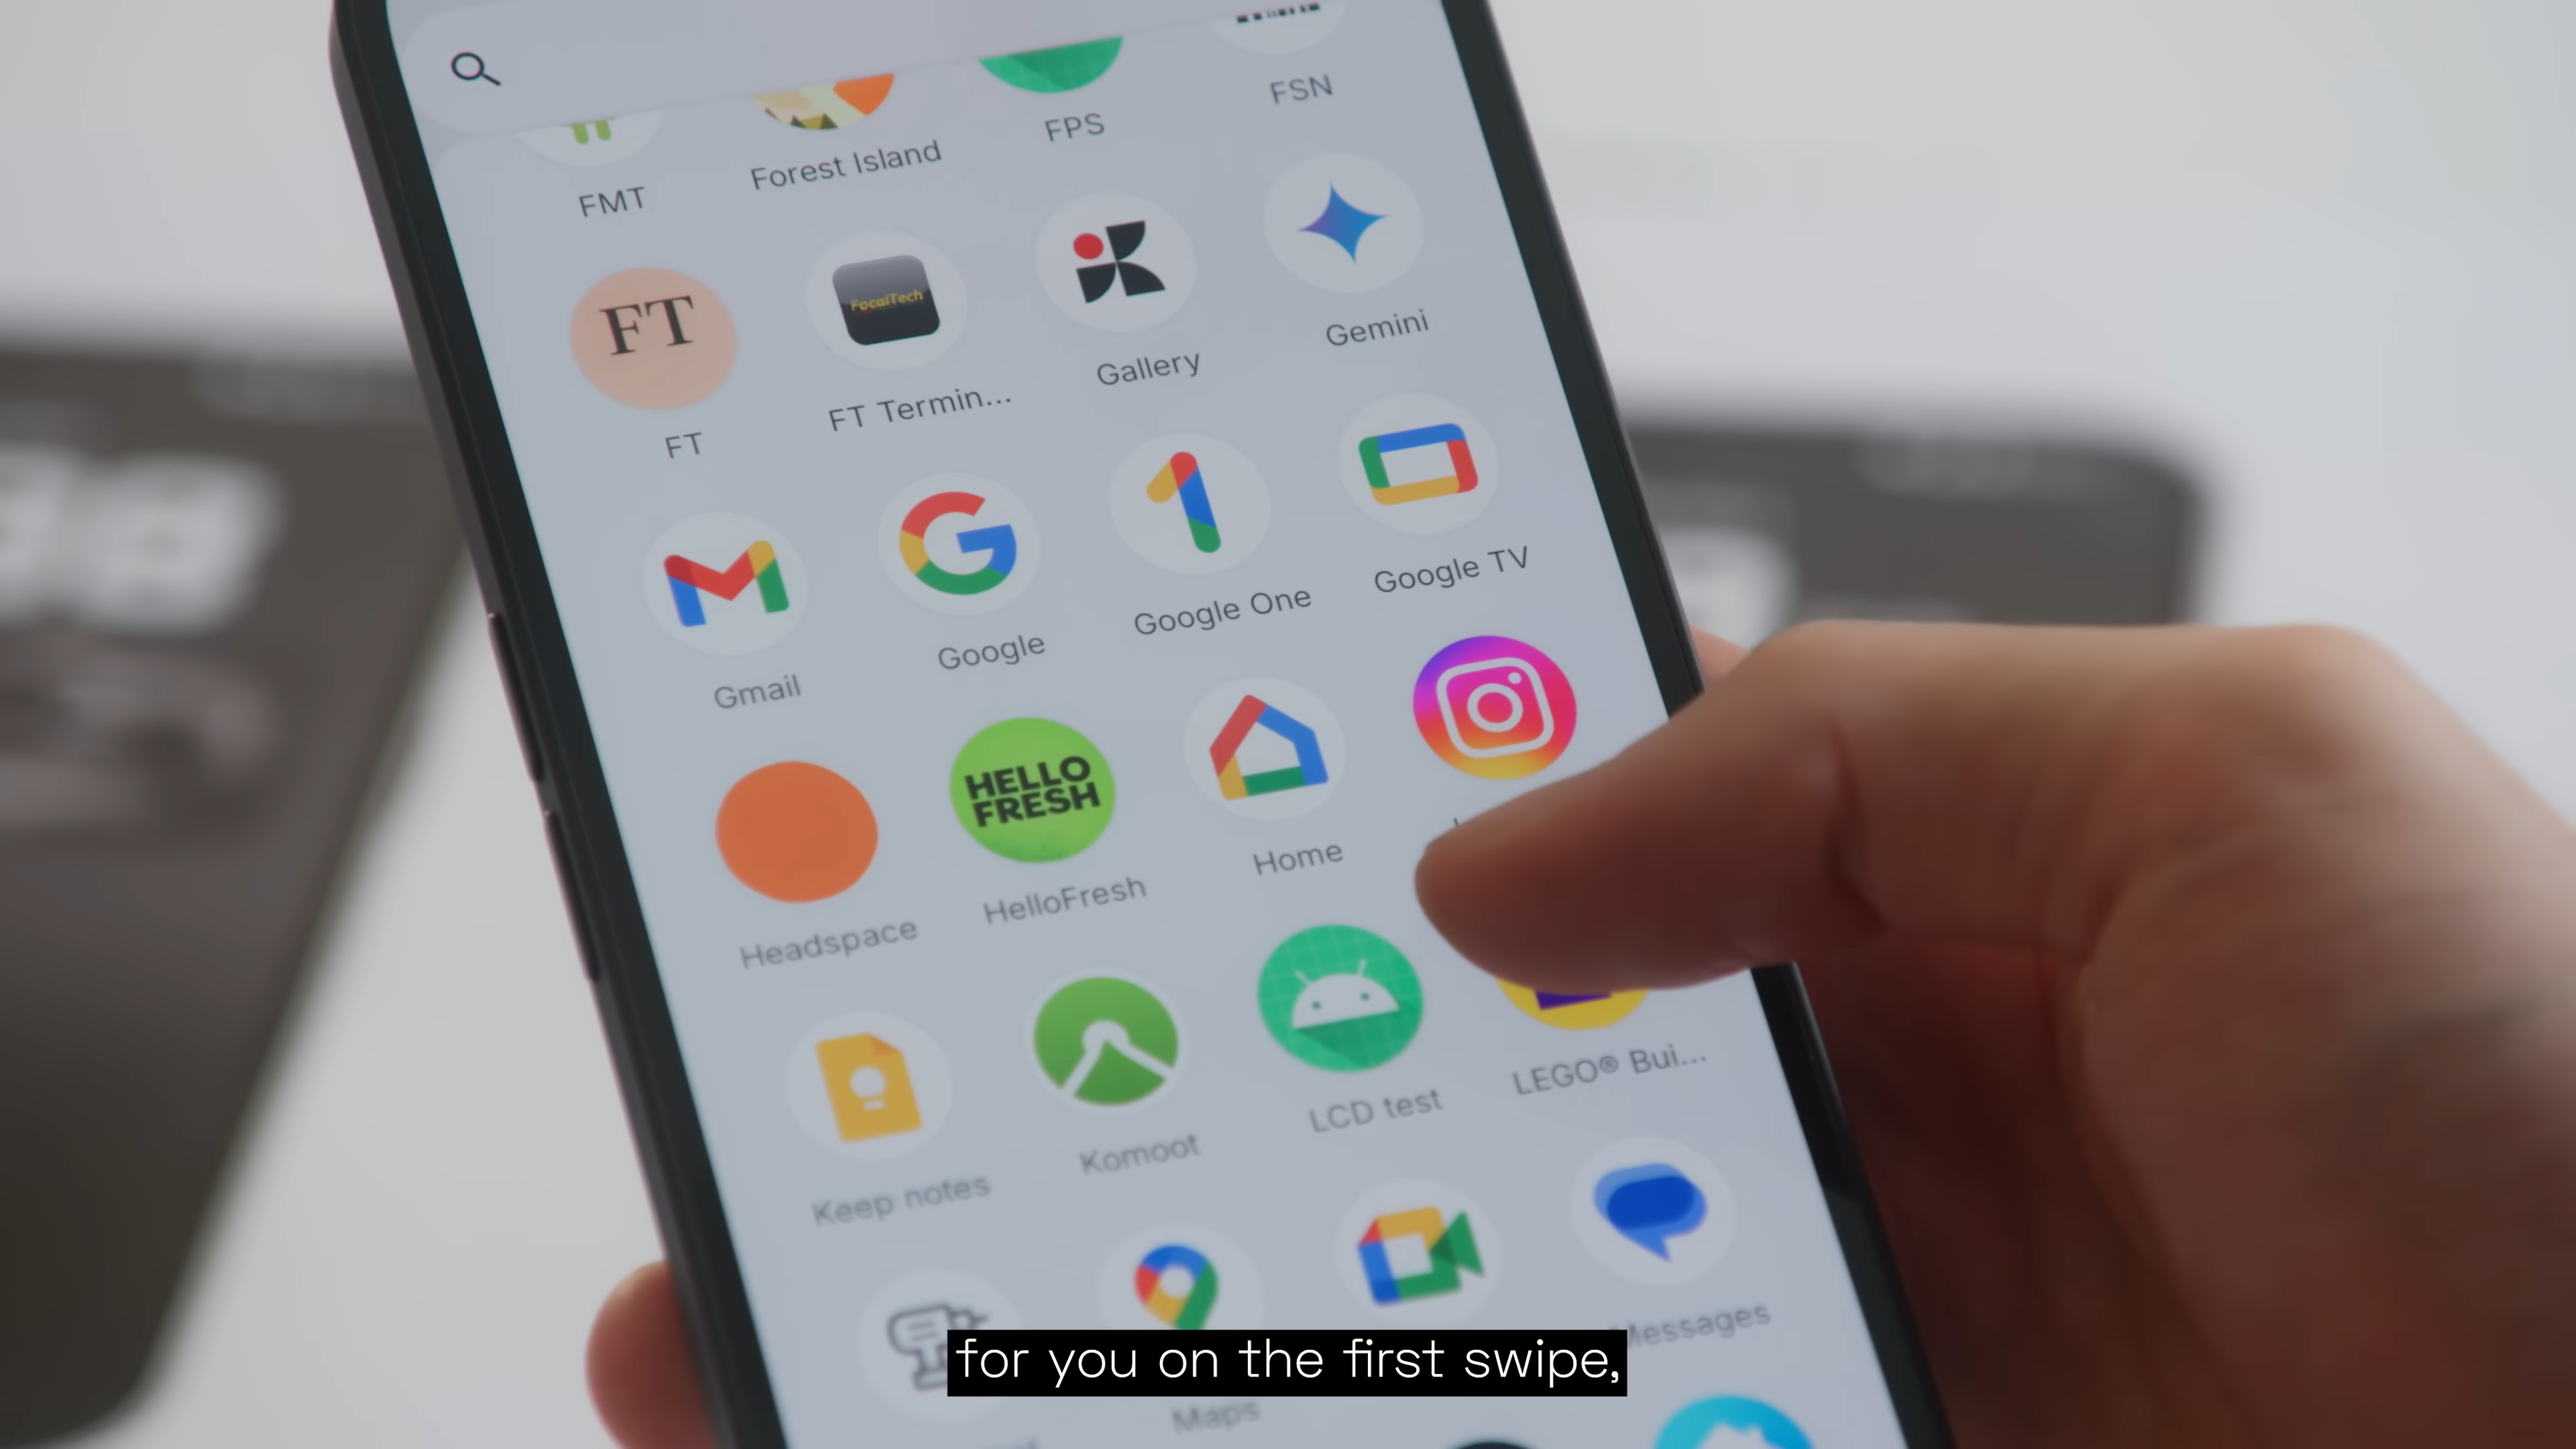 FSN
FPS
Forest Island
FMT
Gemini
Gallery
FocalTech
FT Termin...
FT
FT
Google TV
Google One
Google
Gmail
Home
HELLO
FRESH
HelloFresh
Headspace
LEGO® Bui...
LCD test
Komoot
Keep notes
Messages
Maps
for you on the first swipe,